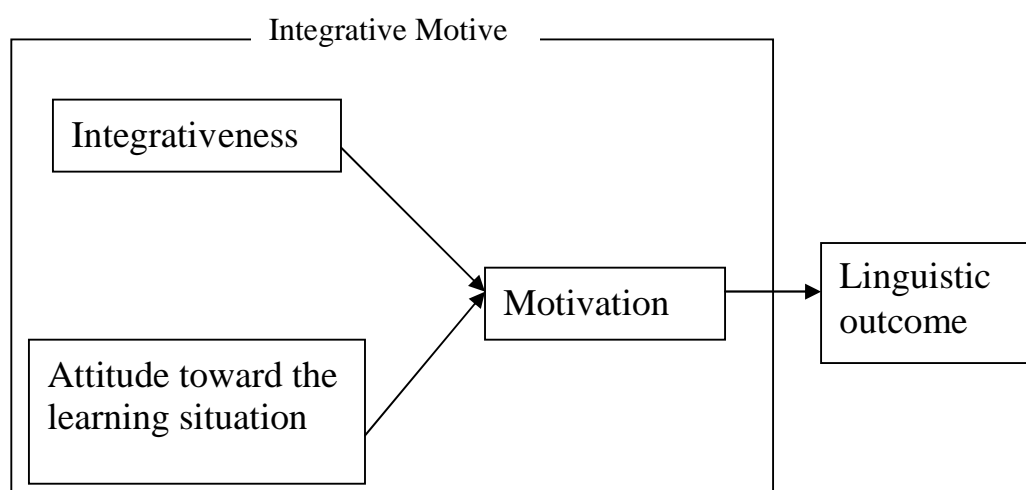 Integrative Motive
Integrativeness
Motivation
Linguistic
outcome
Attitude toward the
learning situation